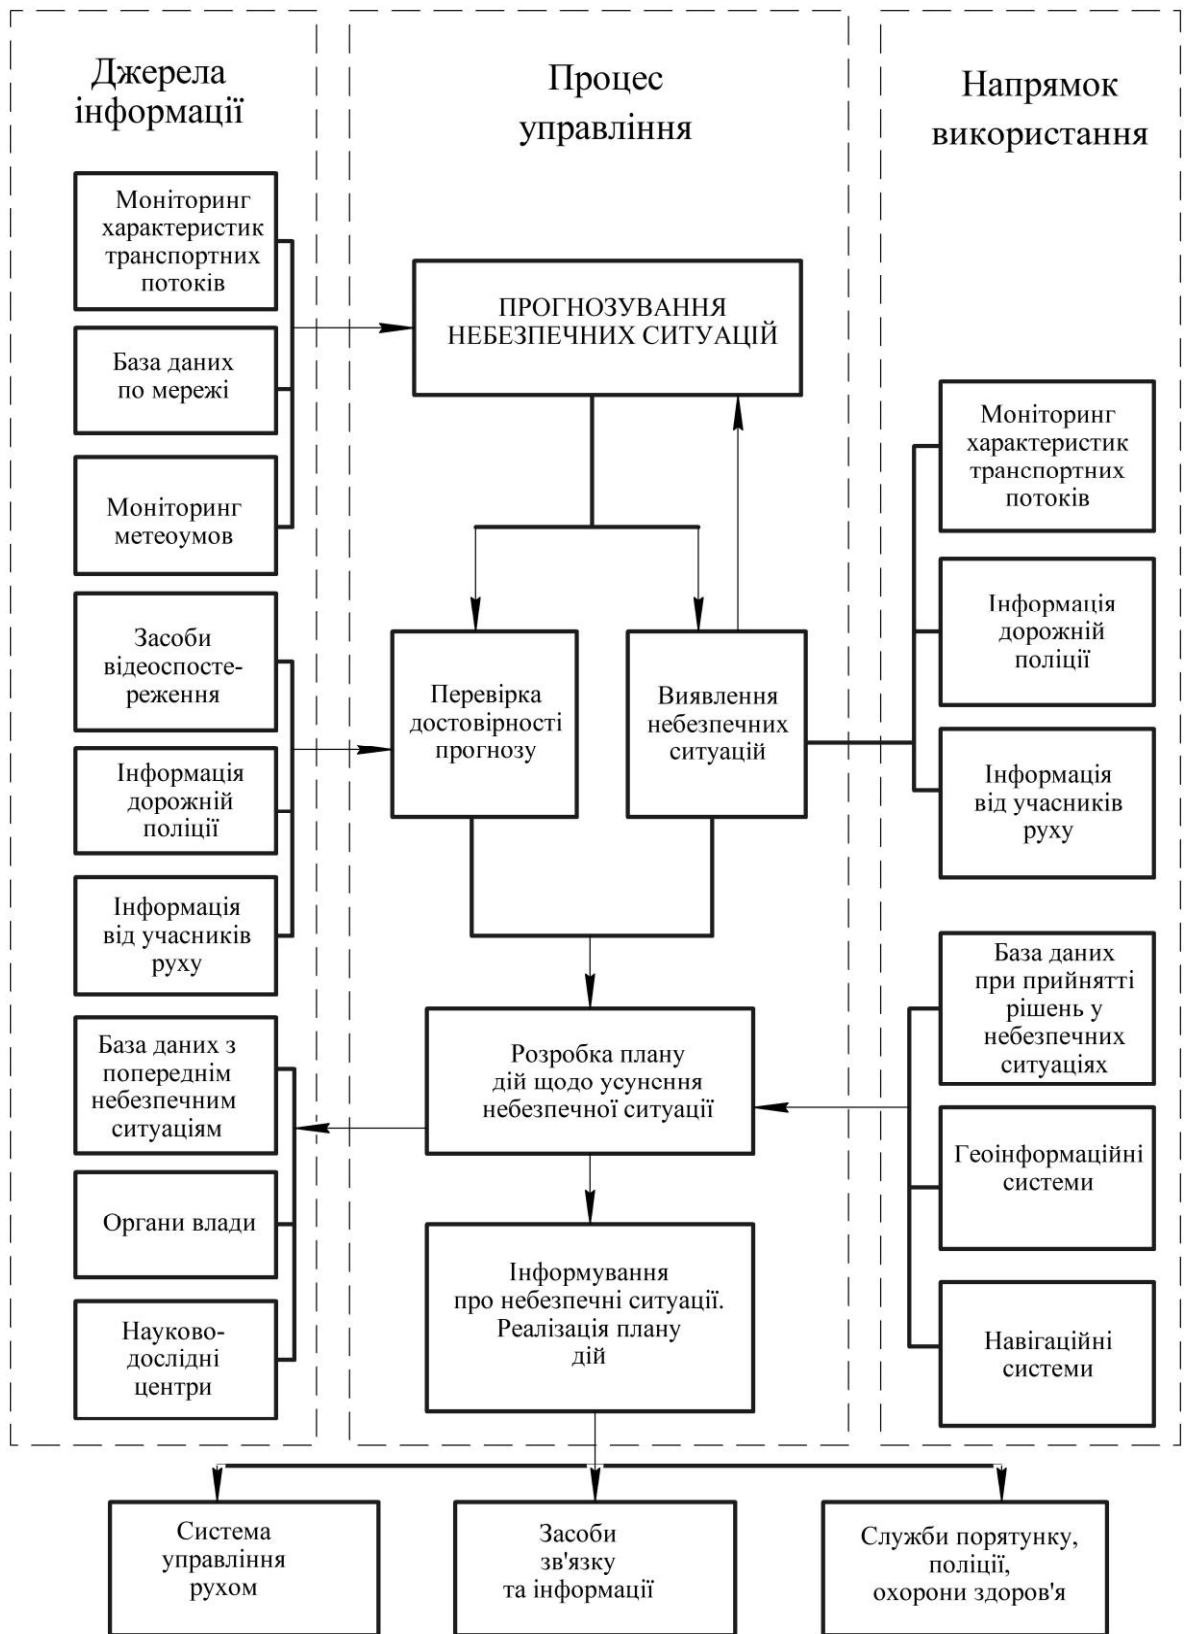 Джерела
інформації
Моніторинг
характеристик
транспортних
потоків
База даних
по мережі
Моніторинг
метеоумов
Засоби
відеоспосте-
реження
Інформація
дорожній
поліції
Інформація
від учасників
руху
База даних з
попереднім
небезпечним
ситуаціям
Органи влади
Науково-
дослідні
центри
Процес
управління
ПРОГНОЗУВАННЯ
НЕБЕЗПЕЧНИХ СИТУАЦІЙ
Перевірка
достовірності
прогнозу
Виявлення
небезпечних
ситуацій
Розробка плану
дій щодо усунення
небезпечної ситуації
Інформування
про небезпечні ситуації.
Реалізація плану
дій
Напрямок
використання
Моніторинг
характеристик
транспортних
потоків
Інформація
дорожній
поліції
Інформація
від учасників
руху
База даних
при прийнятті
рішень у
небезпечних
ситуаціях
Геоінформаційні
системи
Навігаційні
системи
Система
управління
рухом
Засоби
зв'язку
та інформації
Служби порятунку,
поліції,
охорони здоров'я